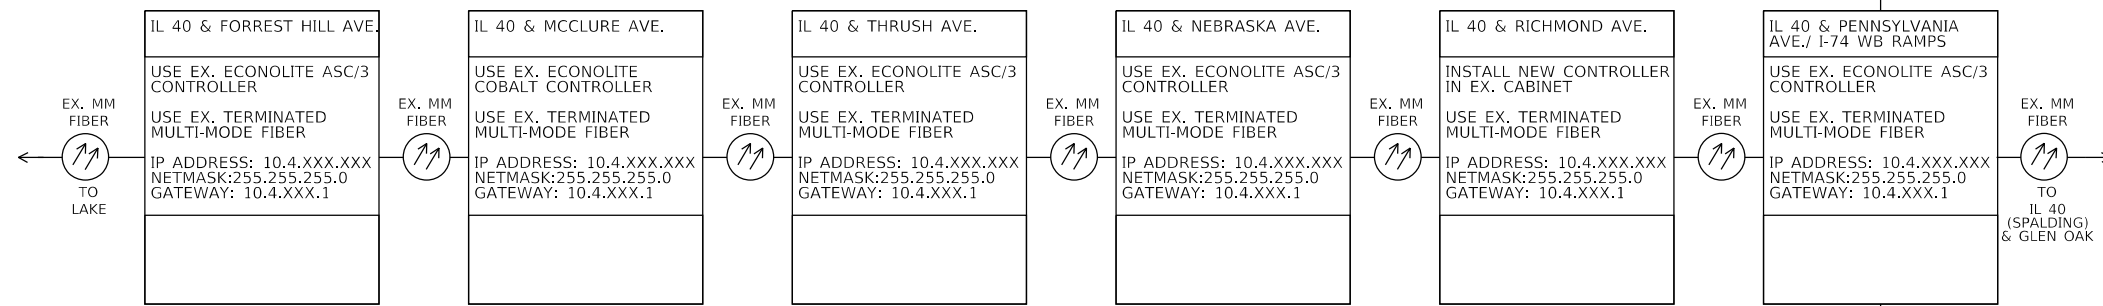 EX. MM
FIBER
TO
LAKE
IL 40 & FORREST HILL AVE.
USE EX. ECONOLITE ASC/3
CONTROLLER
USE EX. TERMINATED
MULTI-MODE FIBER
IP ADDRESS: 10.4.XXX.XXX
NETMASK:255.255.255.0
GATEWAY: 10.4.XXX.1
EX. MM
FIBER
IL 40 & MCCLURE AVE.
USE EX. ECONOLITE
COBALT CONTROLLER
USE EX. TERMINATED
MULTI-MODE FIBER
IP ADDRESS: 10.4.XXX.XXX
NETMASK:255.255.255.0
GATEWAY: 10.4.XXX.1
EX. MM
FIBER
IL 40 & THRUSH AVE.
USE EX. ECONOLITE ASC/3
CONTROLLER
USE EX. TERMINATED
MULTI-MODE FIBER
IP ADDRESS: 10.4.XXX.XXX
NETMASK:255.255.255.0
GATEWAY: 10.4.XXX.1
EX. MM
FIBER
IL 40 & NEBRASKA AVE.
USE EX. ECONOLITE ASC/3
CONTROLLER
USE EX. TERMINATED
MULTI-MODE FIBER
IP ADDRESS: 10.4.XXX.XXX
NETMASK:255.255.255.0
GATEWAY: 10.4.XXX.1
EX. MM
FIBER
IL 40 & RICHMOND AVE.
INSTALL NEW CONTROLLER
IN EX. CABINET
USE EX. TERMINATED
MULTI-MODE FIBER
IP ADDRESS: 10.4.XXX.XXX
NETMASK:255.255.255.0
GATEWAY: 10.4.XXX.1
EX. MM
FIBER
IL 40 & PENNSYLVANIA
AVE./ I-74 WB RAMPS
USE EX. ECONOLITE ASC/3
CONTROLLER
USE EX. TERMINATED
MULTI-MODE FIBER
IP ADDRESS: 10.4.XXX.XXX
NETMASK:255.255.255.0
GATEWAY: 10.4.XXX.1
EX. MM
FIBER
TO
IL 40
(SPALDING)
& GLEN OAK